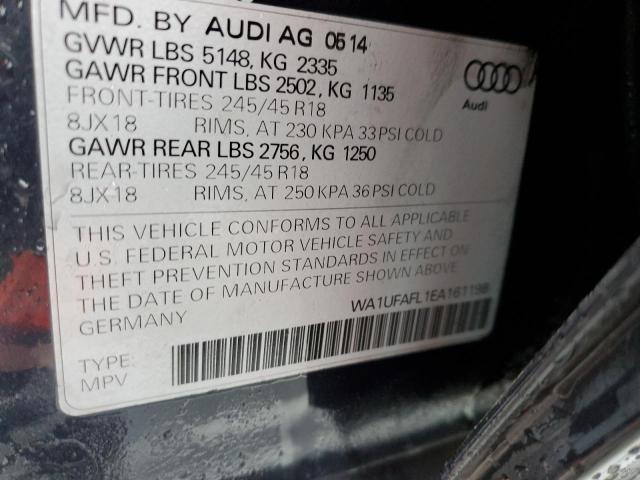 MFD. BY AUDI AG 05 14
GVWR LBS 5148, KG 2335
GAWR FRONT LBS 2502, KG 1135
FRONT-TIRES 245/45 R18
8JX18 RIMS, AT 230 KPA 33 PSI COLD
GAWR REAR LBS 2756, KG 1250
REAR-TIRES 245/45 R18
8JX18 RIMS, AT 250 KPA 36 PSI COLD
Audi
THIS VEHICLE CONFORMS TO ALL APPLICABLE
U.S. FEDERAL MOTOR VEHICLE SAFETY AND
THEFT PREVENTION STANDARDS IN EFFECT ON
THE DATE OF MANUFACTURE SHOWN ABOVE
GERMANY
WA1UFAFL1EA161198
TYPE:
MPV